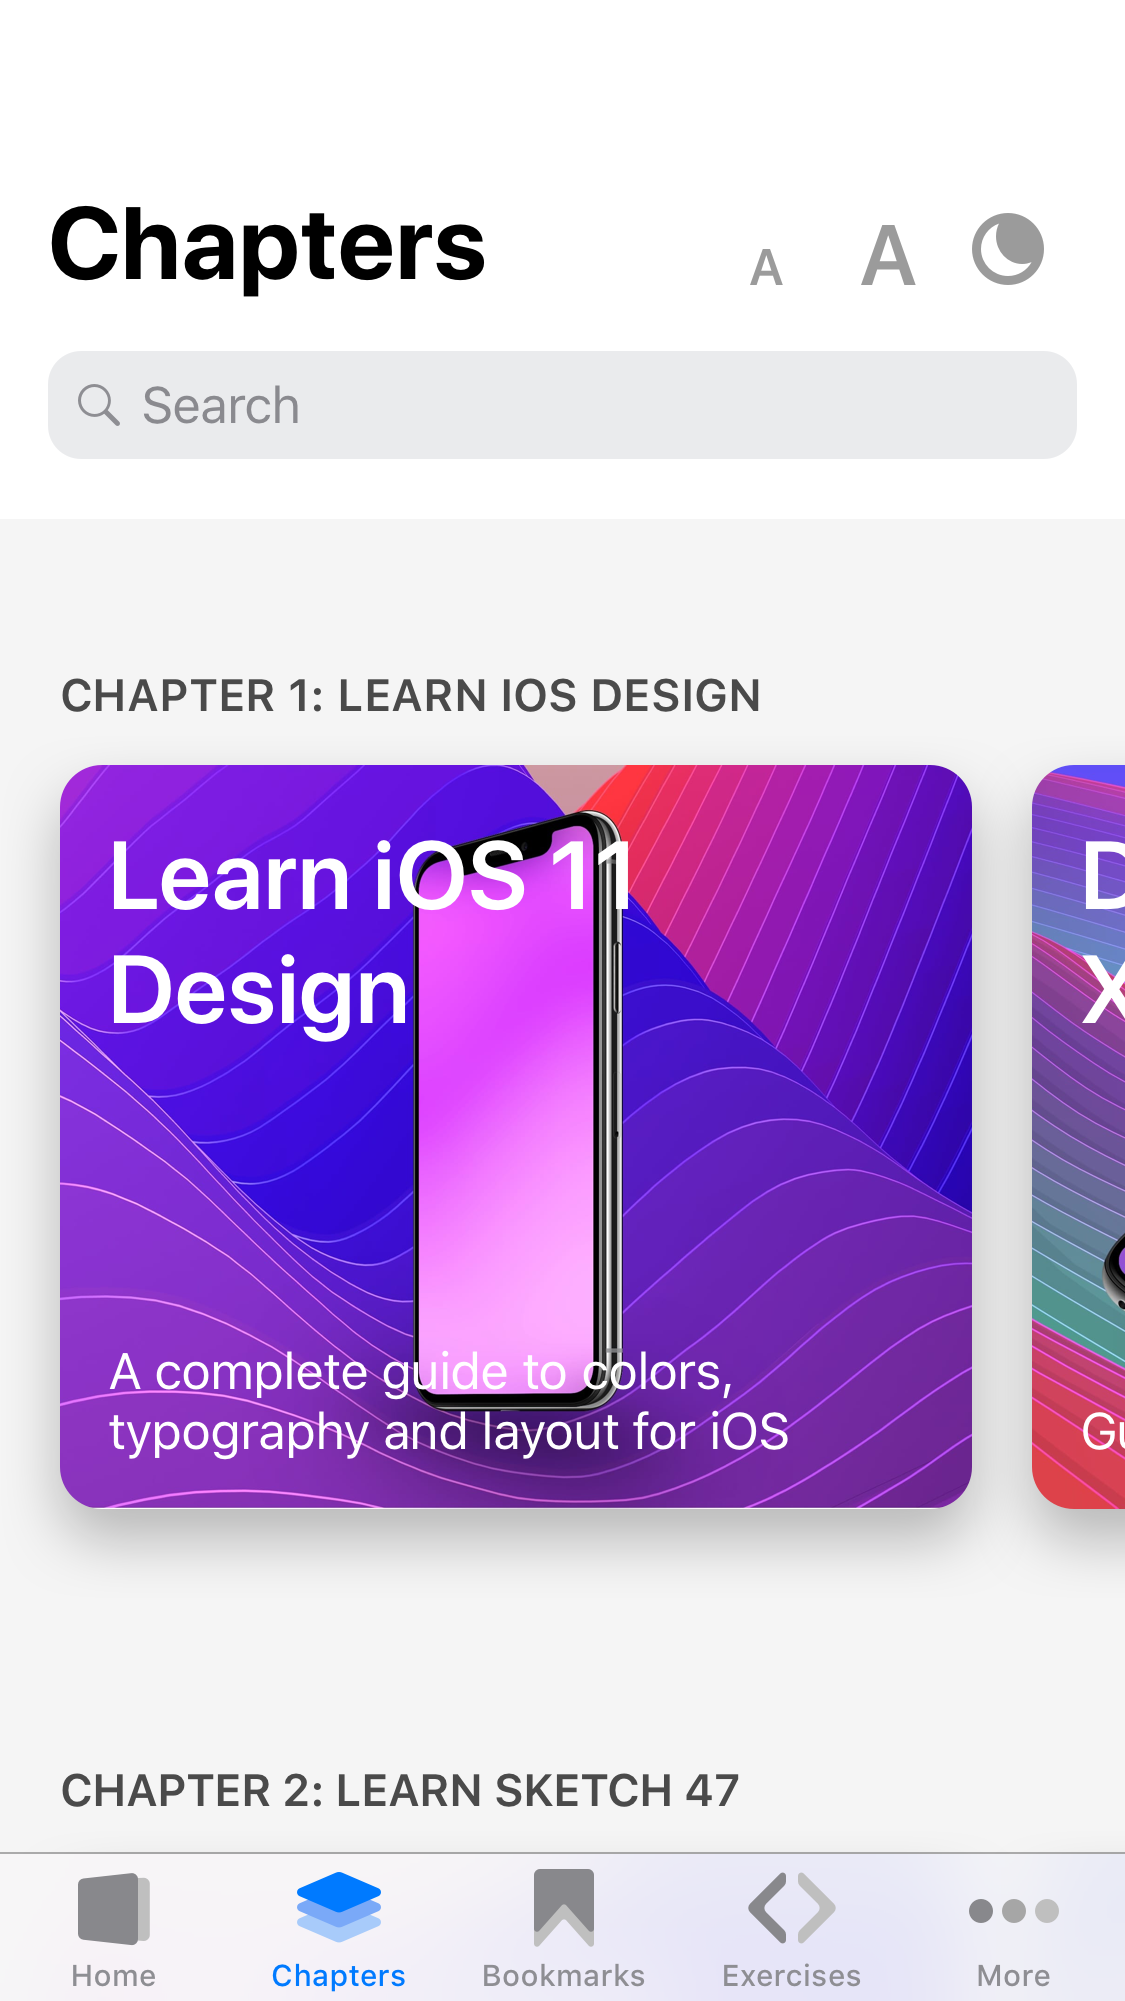 Chapters
A A
Search
CHAPTER 1: LEARN IOS DESIGN
Learn iOS 11
Design
A complete guide to colors,
typography and layout for iOS
CHAPTER 2: LEARN SKETCH 47
Home Chapters Bookmarks Exercises More